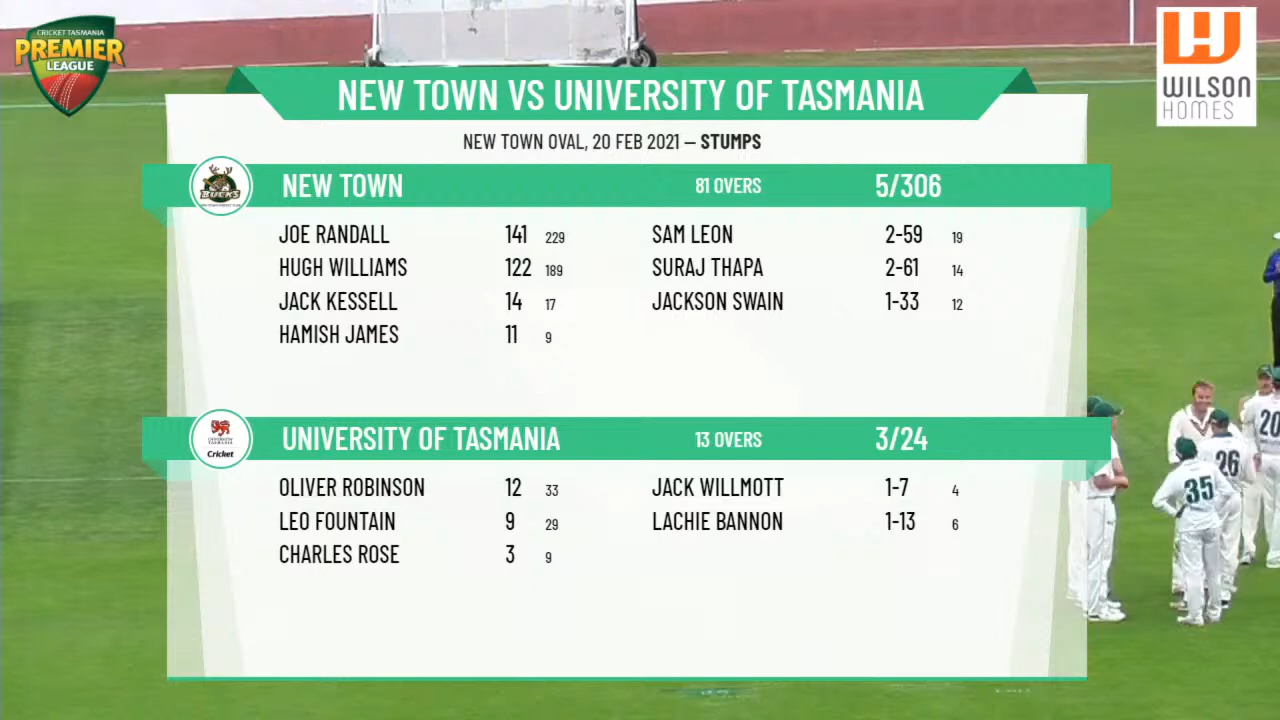 CRICKET TASMANIA
PREMIER
LEAGUE
WILSON
HOMES
NEW TOWN VS UNIVERSITY OF TASMANIA
NEW TOWN OVAL, 20 FEB 2021 – STUMPS
BUCKS
NEW TOWN 81 OVERS 5/306
JOE RANDALL 141 229 SAM LEON 2-59 19
HUGH WILLIAMS 122 189 SURAJ THAPA 2-61 14
JACK KESSELL 14 17 JACKSON SWAIN 1-33 12
HAMISH JAMES 11 9
Cricket
UNIVERSITY OF TASMANIA 13 OVERS 3/24
OLIVER ROBINSON 12 33 JACK WILLMOTT 1-7 4
LEO FOUNTAIN 9 29 LACHIE BANNON 1-13 6
CHARLES ROSE 3 9
20
26
35